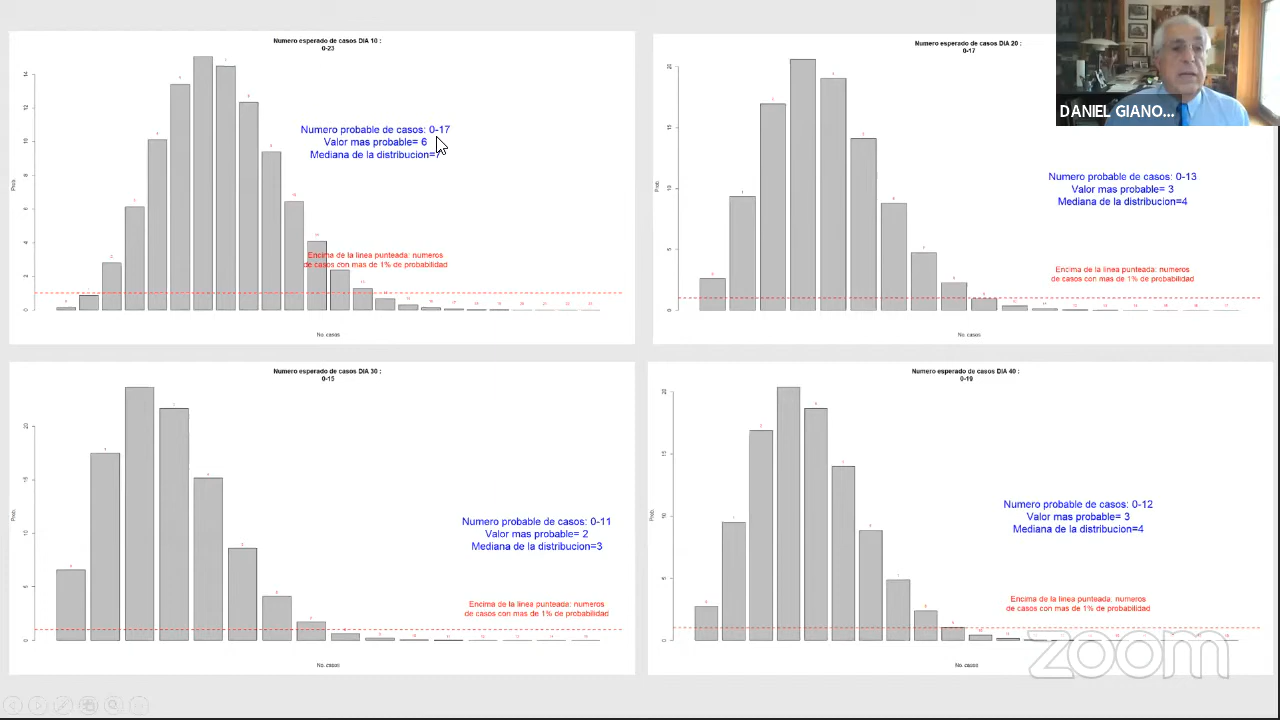 Numero esperado de casos DIA 10 :
0-23
Numero probable de casos: 0-17
Valor mas probable= 6
Mediana de la distribucion=7
Encima de la linea punteada: numeros
de casos con mas de 1% de probabilidad
Prob.
No. casos
Numero esperado de casos DIA 20 :
0-17
Numero probable de casos: 0-13
Valor mas probable= 3
Mediana de la distribucion=4
Encima de la linea punteada: numeros
de casos con mas de 1% de probabilidad
Prob.
No. casos
DANIEL GIANO...
Numero esperado de casos DIA 30 :
0-15
Numero probable de casos: 0-11
Valor mas probable= 2
Mediana de la distribucion=3
Encima de la linea punteada: numeros
de casos con mas de 1% de probabilidad
Prob.
No. casos
Numero esperado de casos DIA 40 :
0-19
Numero probable de casos: 0-12
Valor mas probable= 3
Mediana de la distribucion=4
Encima de la linea punteada: numeros
de casos con mas de 1% de probabilidad
Prob.
No. casos
zoom